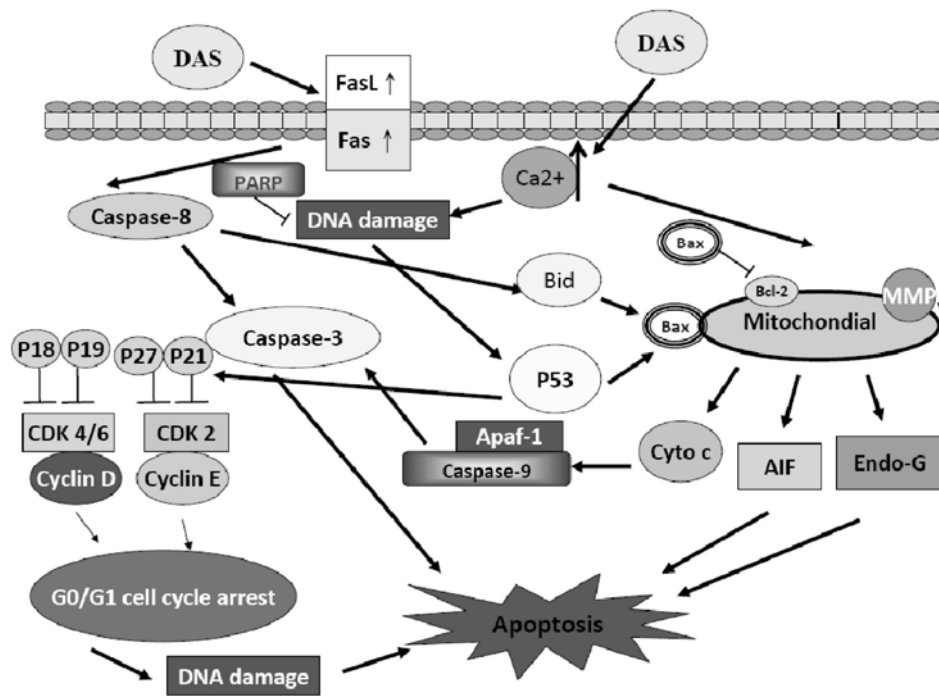 DAS
DAS
FasL ↑
Fas ↑
PARP
Ca2+
Caspase-8
DNA damage
Bax
Bid
Bcl-2
MMP
Bax
Mitochondial
P18
P19
P27
P21
Caspase-3
P53
CDK 4/6
CDK 2
Apaf-1
Cyto c
AIF
Endo-G
Cyclin D
Cyclin E
Caspase-9
G0/G1 cell cycle arrest
Apoptosis
DNA damage